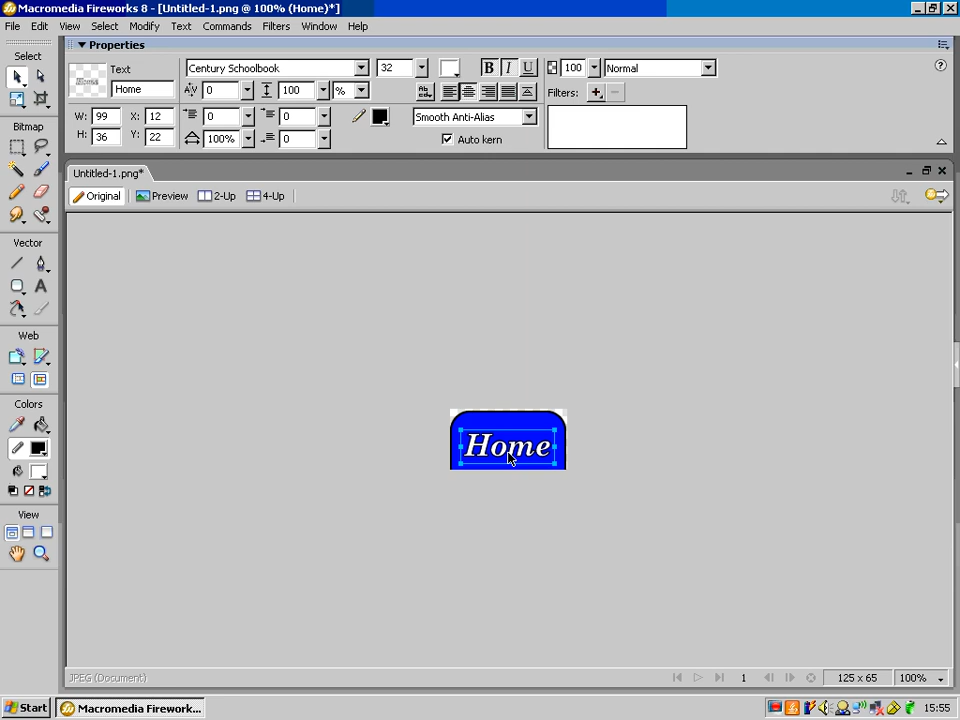 Macromedia Fireworks 8 - [Untitled-1.png @ 100% (Home)*]
File Edit View Select Modify Text Commands Filters Window Help
Select
Bitmap
Vector
Web
Colors
View
Properties
Text
Home
W: 99 X: 12
H: 36 Y: 22
Century Schoolbook 32 B I U 100 Normal
0 100 % Filters:
0 0 Smooth Anti-Alias
100% 0 Auto kern
Untitled-1.png*
Original Preview 2-Up 4-Up
Home
JPEG (Document) 1 125 x 65 100%
Start Macromedia Firework... 15:55